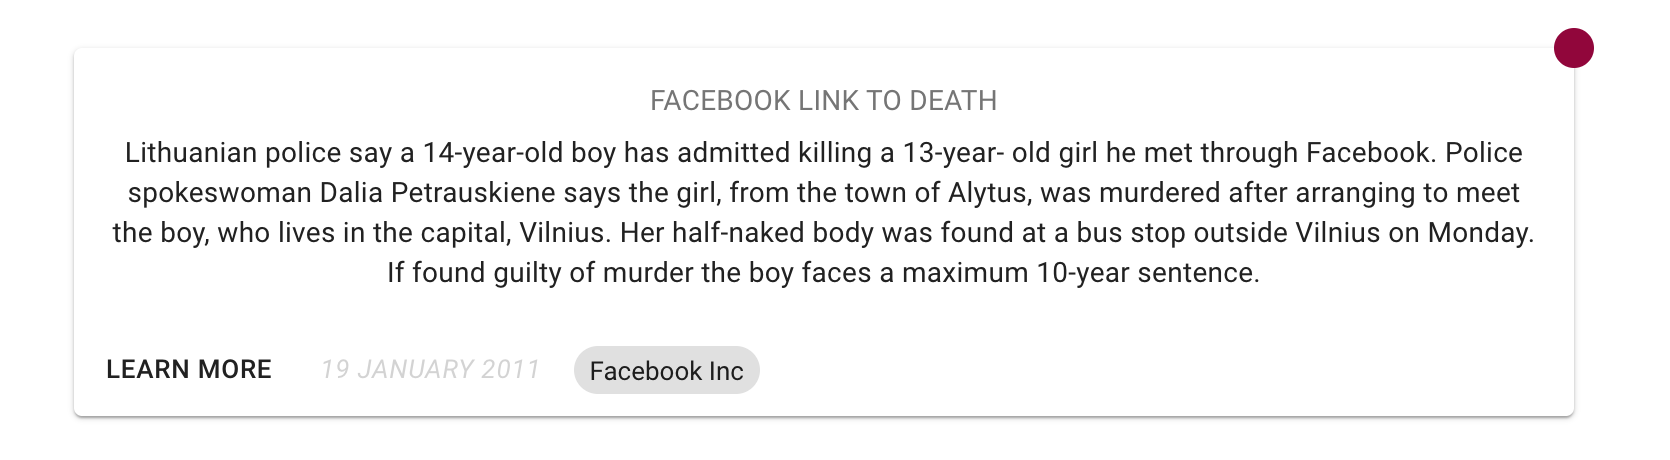 FACEBOOK LINK TO DEATH
Lithuanian police say a 14-year-old boy has admitted killing a 13-year- old girl he met through Facebook. Police
spokeswoman Dalia Petrauskiene says the girl, from the town of Alytus, was murdered after arranging to meet
the boy, who lives in the capital, Vilnius. Her half-naked body was found at a bus stop outside Vilnius on Monday.
If found guilty of murder the boy faces a maximum 10-year sentence.
LEARN MORE 19 JANUARY 2011 Facebook Inc